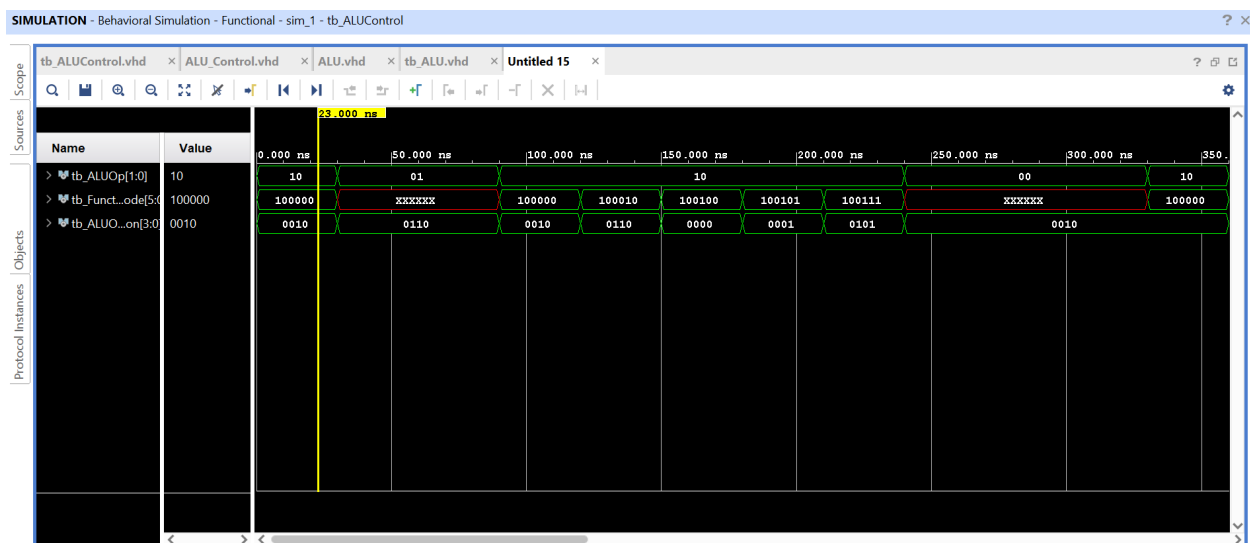 SIMULATION - Behavioral Simulation - Functional - sim_1 - tb_ALUControl ? ×
Scope
Sources
Objects
Protocol Instances
tb_ALUControl.vhd × ALU_Control.vhd × ALU.vhd × tb_ALU.vhd × Untitled 15 × ?
23.000 ns
Name Value
0.000 ns 50.000 ns 100.000 ns 150.000 ns 200.000 ns 250.000 ns 300.000 ns 350.
tb_ALUOp[1:0] 10 10 01 10 00 10
tb_Funct...ode[5:0 100000 100000 XXXXXX 100000 100010 100100 100101 100111 XXXXXX 100000
tb_ALUO...on[3:0] 0010 0010 0110 0010 0110 0000 0001 0101 0010